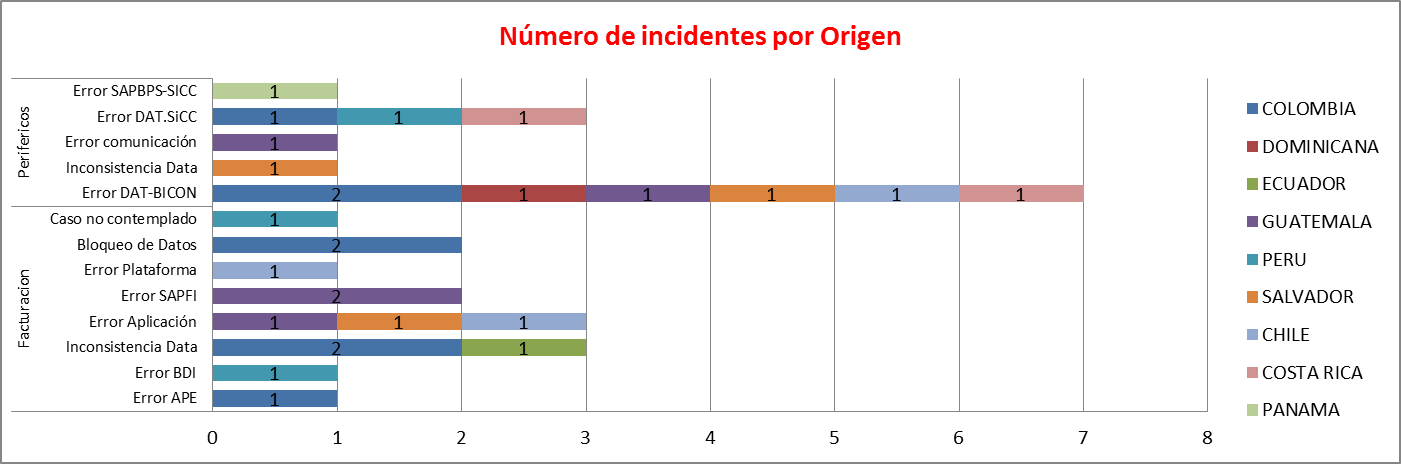 Número de incidentes por Origen
Perifericos
Error SAPBPS-SICC
1
Error DAT.SiCC
1 1 1
Error comunicación
1
Inconsistencia Data
1
Error DAT-BICON
2 1 1 1 1 1
Facturacion
Caso no contemplado
1
Bloqueo de Datos
2
Error Plataforma
1
Error SAPFI
2
Error Aplicación
1 1 1
Inconsistencia Data
2 1
Error BDI
1
Error APE
1
0 1 2 3 4 5 6 7 8
COLOMBIA
DOMINICANA
ECUADOR
GUATEMALA
PERU
SALVADOR
CHILE
COSTA RICA
PANAMA